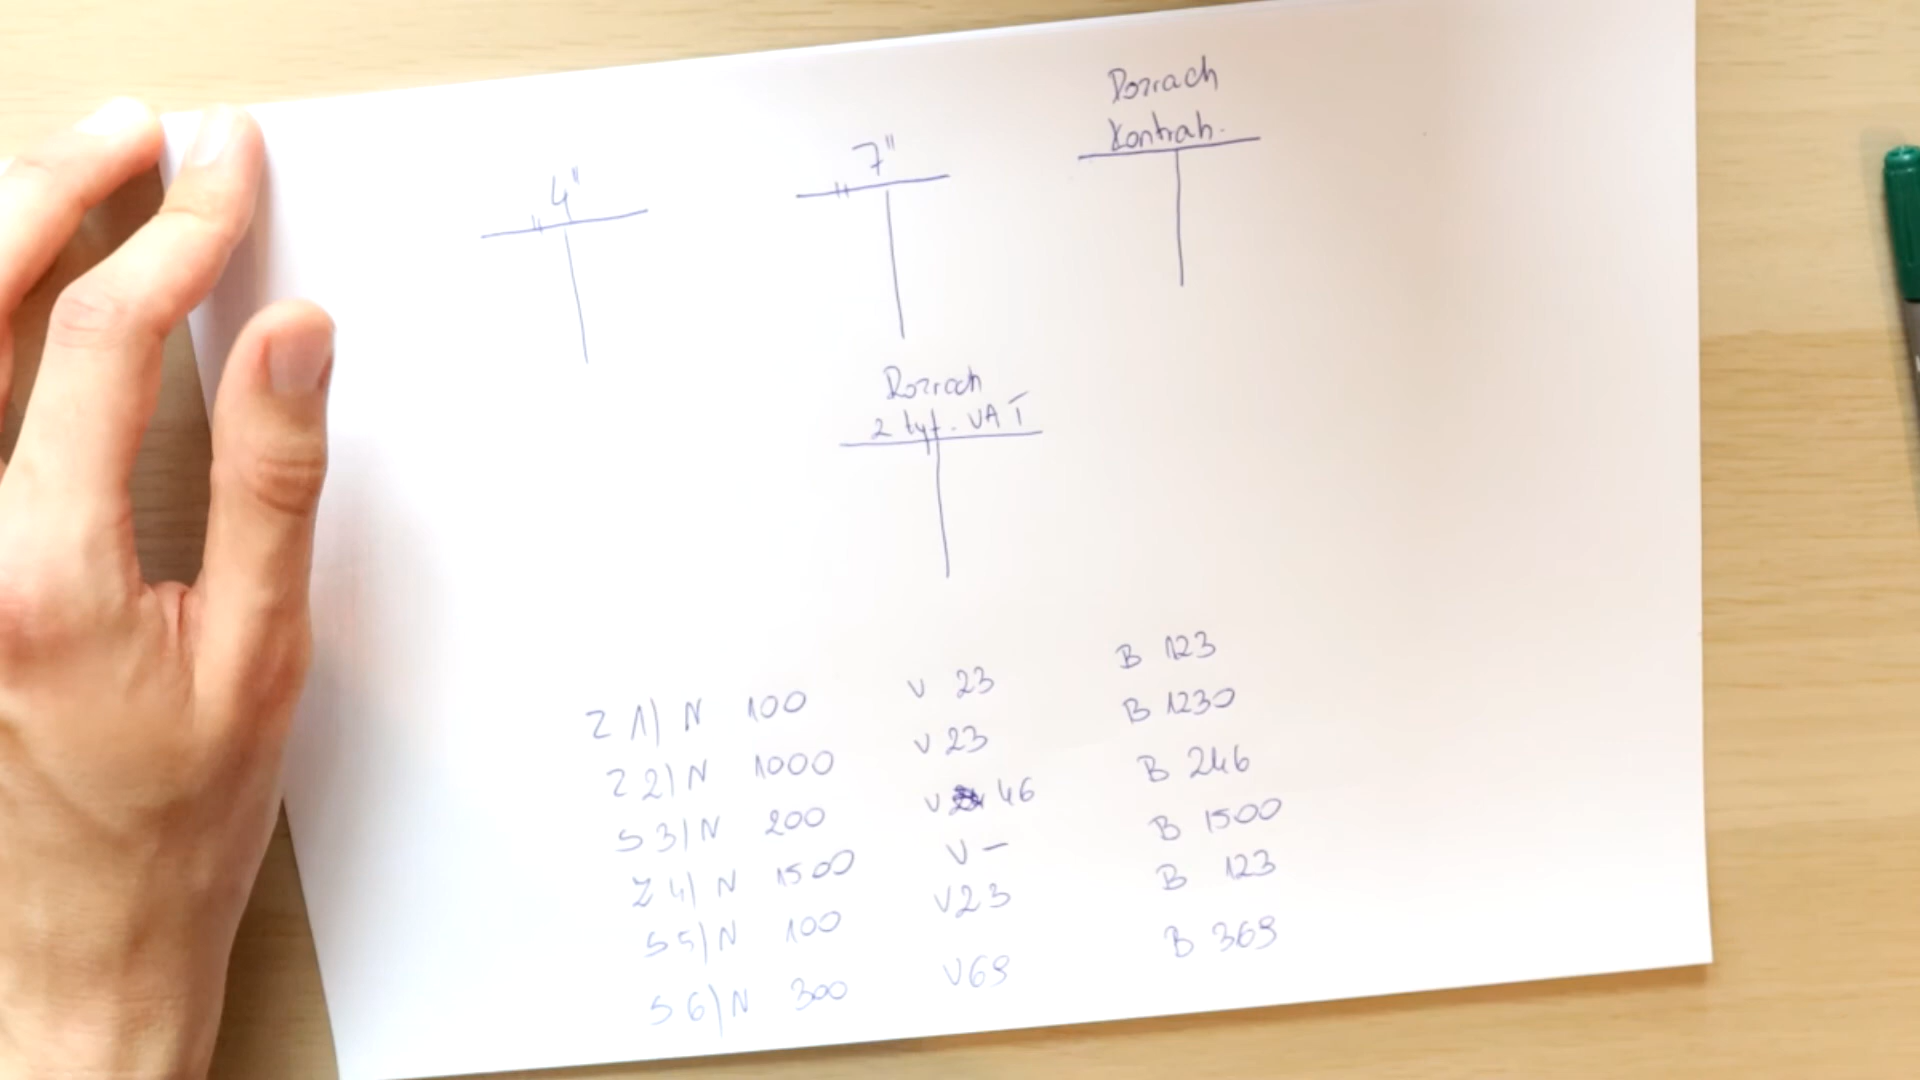 Rozrach
Kontrah.
7"
4"
Rozrach
z tyt. VAT
Z 1) N 100 V 23 B 123
Z 2) N 1000 V 23 B 1230
S 3) N 200 V 46 B 246
Z 4) N 1500 V – B 1500
S 5) N 100 V 23 B 123
S 6) N 300 V 69 B 369